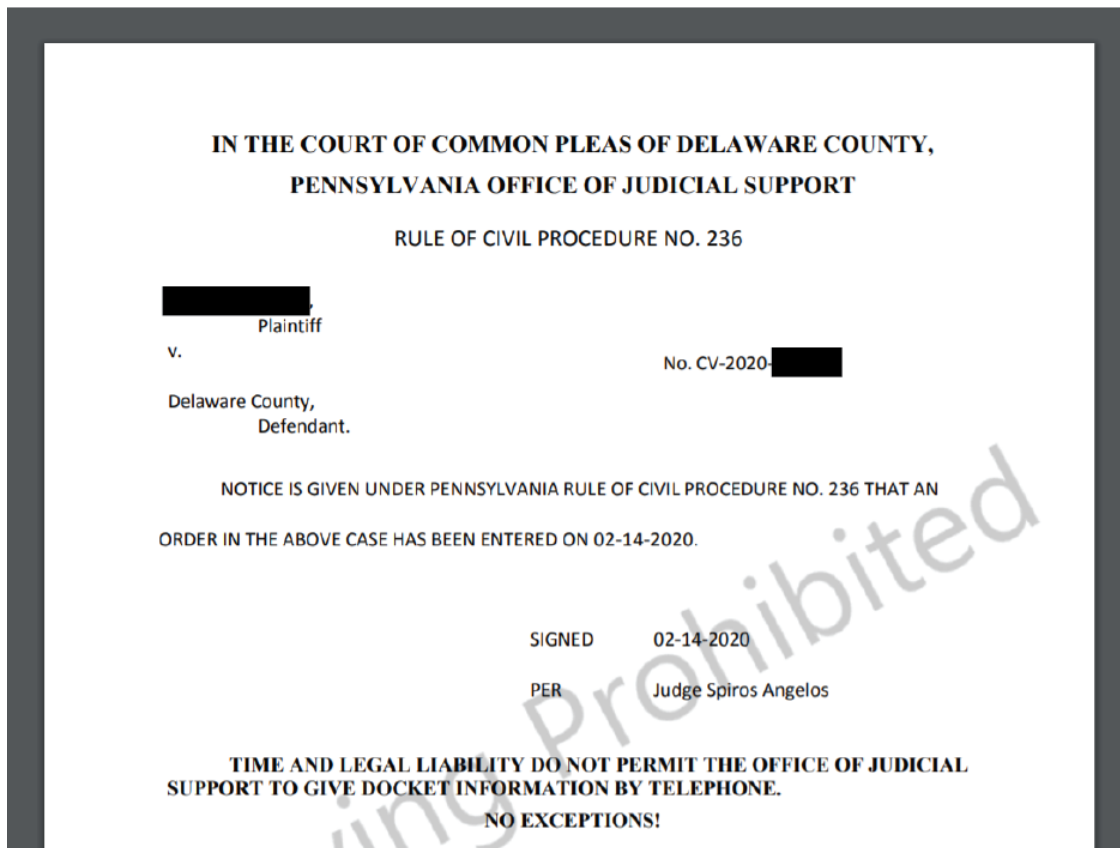 IN THE COURT OF COMMON PLEAS OF DELAWARE COUNTY,
PENNSYLVANIA OFFICE OF JUDICIAL SUPPORT
RULE OF CIVIL PROCEDURE NO. 236
,
Plaintiff
v.
No. CV-2020-
Delaware County,
Defendant.
NOTICE IS GIVEN UNDER PENNSYLVANIA RULE OF CIVIL PROCEDURE NO. 236 THAT AN
ORDER IN THE ABOVE CASE HAS BEEN ENTERED ON 02-14-2020.
SIGNED 02-14-2020
PER Judge Spiros Angelos
TIME AND LEGAL LIABILITY DO NOT PERMIT THE OFFICE OF JUDICIAL
SUPPORT TO GIVE DOCKET INFORMATION BY TELEPHONE.
NO EXCEPTIONS!
ing Prohibited